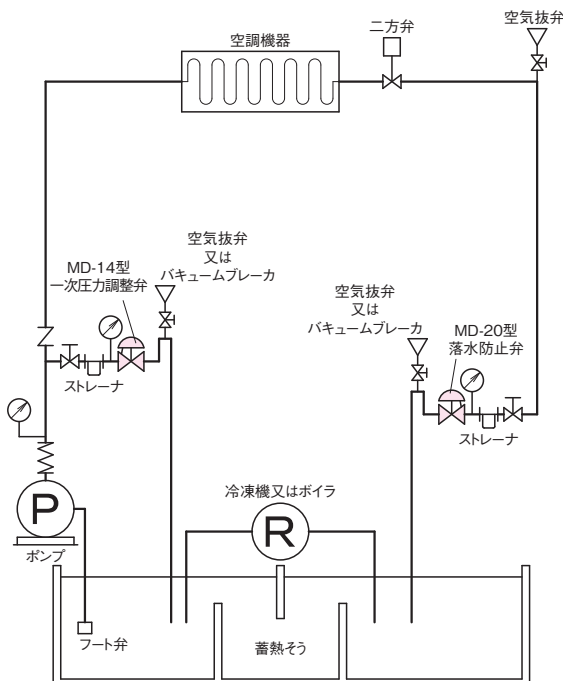 空気抜弁
二方弁
空調機器
空気抜弁
又は
バキュームブレーカ
MD-14型
一次圧力調整弁
空気抜弁
又は
バキュームブレーカ
MD-20型
落水防止弁
ストレーナ
ストレーナ
冷凍機又はボイラ
P
R
ポンプ
フート弁
蓄熱そう